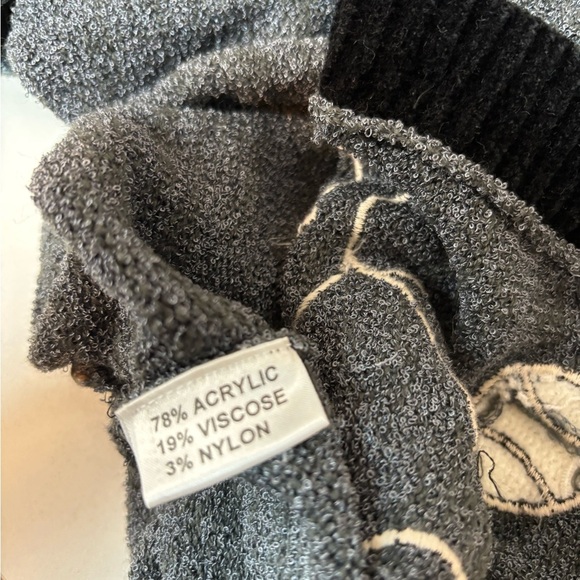 78% ACRYLIC
19% VISCOSE
3% NYLON